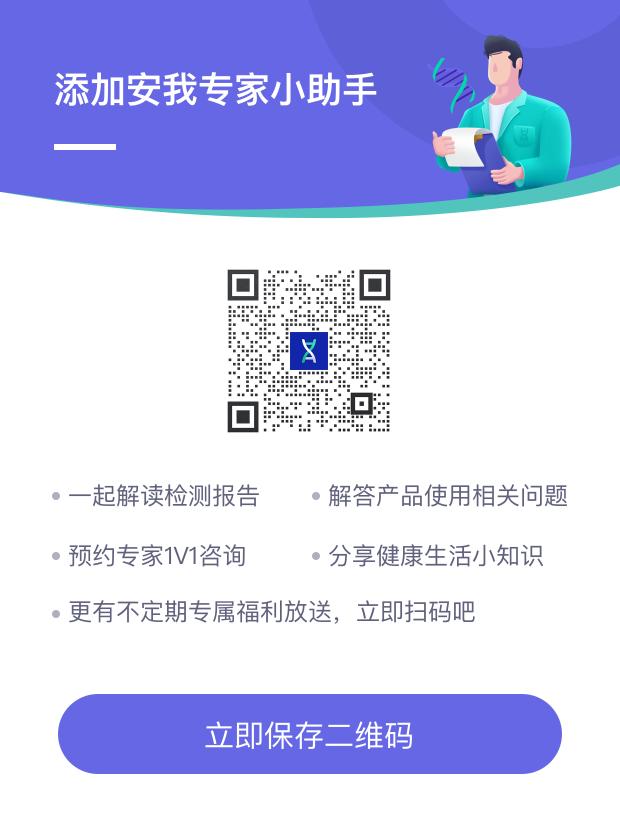 添加安我专家小助手
一起解读检测报告
解答产品使用相关问题
预约专家1V1咨询
分享健康生活小知识
更有不定期专属福利放送，立即扫码吧
立即保存二维码